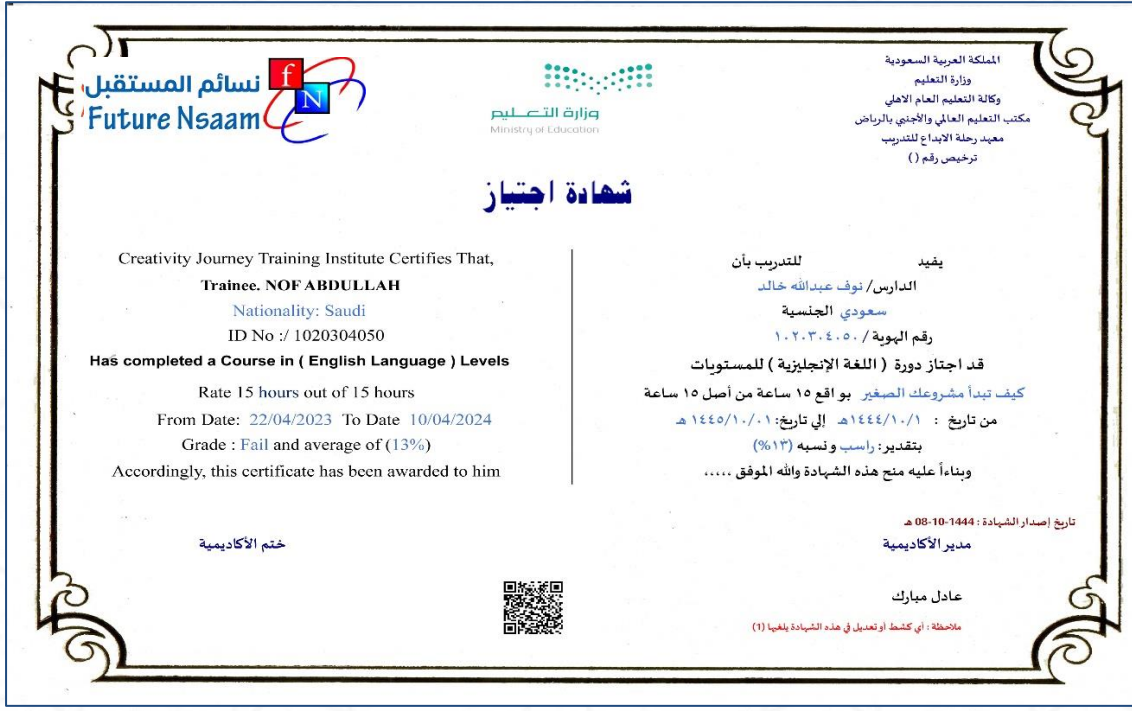 نسائم المستقبل
Future Nsaam
fN
وزارة التعـليم
Ministry of Education
المملكة العربية السعودية
وزارة التعليم
وكالة التعليم العام الاهلي
مكتب التعليم العالمي والأجنبي بالرياض
معهد رحلة الابداع للتدريب
ترخيص رقم ( )
شهادة اجتياز
Creativity Journey Training Institute Certifies That,
Trainee. NOF ABDULLAH
Nationality: Saudi
ID No :/ 1020304050
Has completed a Course in ( English Language ) Levels
Rate 15 hours out of 15 hours
From Date: 22/04/2023 To Date 10/04/2024
Grade : Fail and average of (13%)
Accordingly, this certificate has been awarded to him
يفيد للتدريب بأن
الدارس/ نوف عبدالله خالد
سعودي الجنسية
رقم الهوية / ١٠٢٠٣٠٤٠٥٠
قد اجتاز دورة ( اللغة الإنجليزية ) للمستويات
كيف تبدأ مشروعك الصغير بو اقع ١٥ ساعة من أصل ١٥ ساعة
من تاريخ : ١٤٤٤/١٠/١هـ إلي تاريخ: ١٤٤٥/١٠/٠١ هـ
بتقدير: راسب و نسبه (١٣%)
وبناءاً عليه منح هذه الشهادة والله الموفق .....
تاريخ إصدار الشهادة : 1444-10-08 هـ
مدير الأكاديمية
ختم الأكاديمية
عادل مبارك
ملاحظة : أي كشط أو تعديل في هذه الشهادة يلغيها (1)